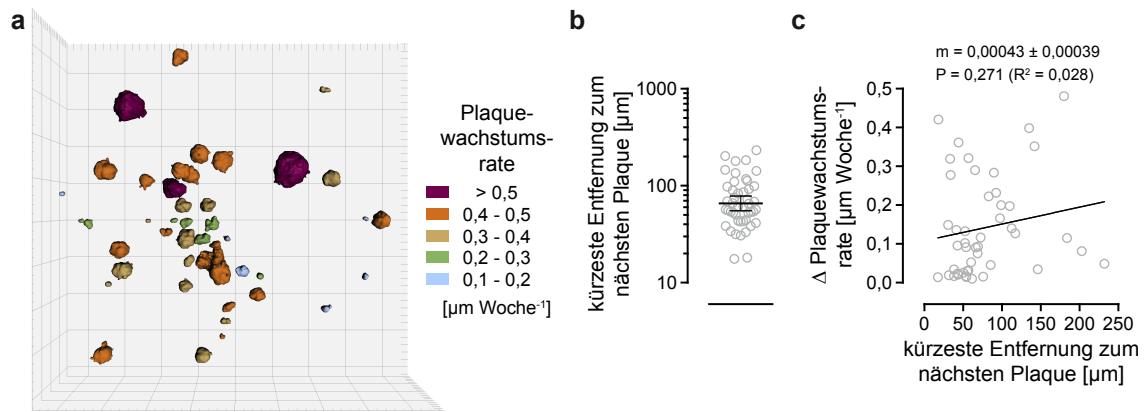 a
Plaque-
wachstums-
rate
> 0,5
0,4 - 0,5
0,3 - 0,4
0,2 - 0,3
0,1 - 0,2
[µm Woche⁻¹]
b
kürzeste Entfernung zum
nächsten Plaque [µm]
1000
100
10
c
m = 0,00043 ± 0,00039
P = 0,271 (R² = 0,028)
Δ Plaquewachstums-
rate [µm Woche⁻¹]
0,5
0,4
0,3
0,2
0,1
0,0
0 50 100 150 200 250
kürzeste Entfernung zum
nächsten Plaque [µm]